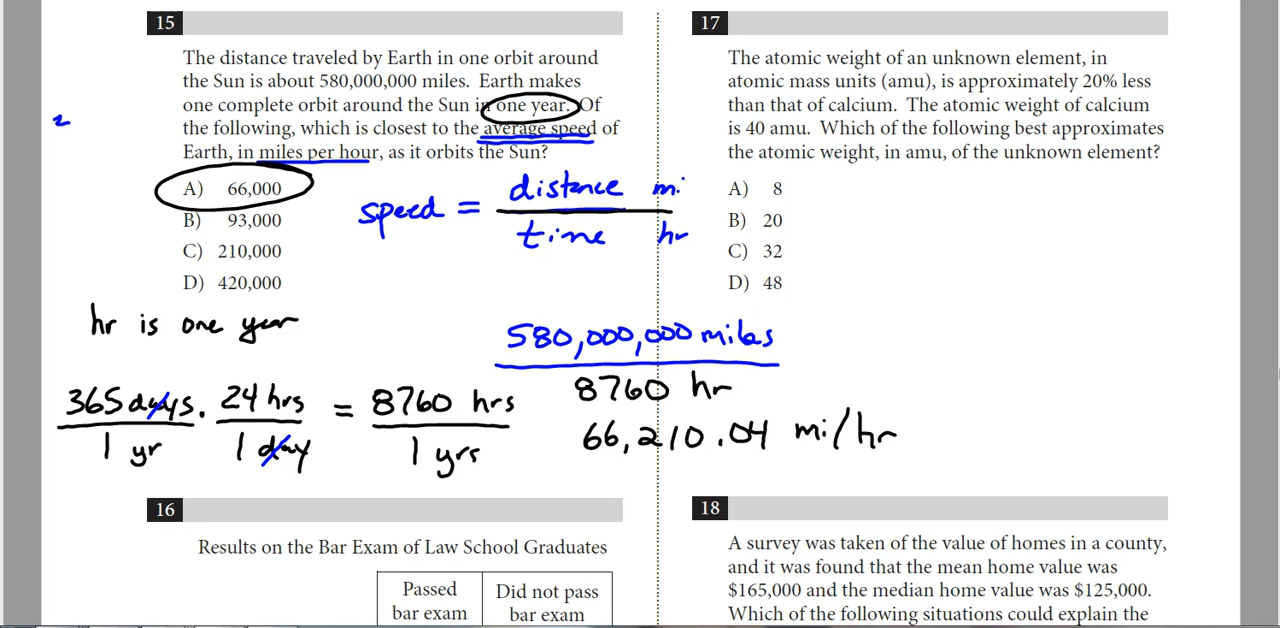 15
The distance traveled by Earth in one orbit around
the Sun is about 580,000,000 miles. Earth makes
one complete orbit around the Sun in one year. Of
the following, which is closest to the average speed of
Earth, in miles per hour, as it orbits the Sun?
A) 66,000
B) 93,000
C) 210,000
D) 420,000
speed = distance mi
time hr
hr is one year
365 days . 24 hrs = 8760 hrs
1 yr 1 day 1 yrs
580,000,000 miles
8760 hr
66,210.04 mi/hr
16
Results on the Bar Exam of Law School Graduates
Passed
bar exam
Did not pass
bar exam
17
The atomic weight of an unknown element, in
atomic mass units (amu), is approximately 20% less
than that of calcium. The atomic weight of calcium
is 40 amu. Which of the following best approximates
the atomic weight, in amu, of the unknown element?
A) 8
B) 20
C) 32
D) 48
18
A survey was taken of the value of homes in a county,
and it was found that the mean home value was
$165,000 and the median home value was $125,000.
Which of the following situations could explain the